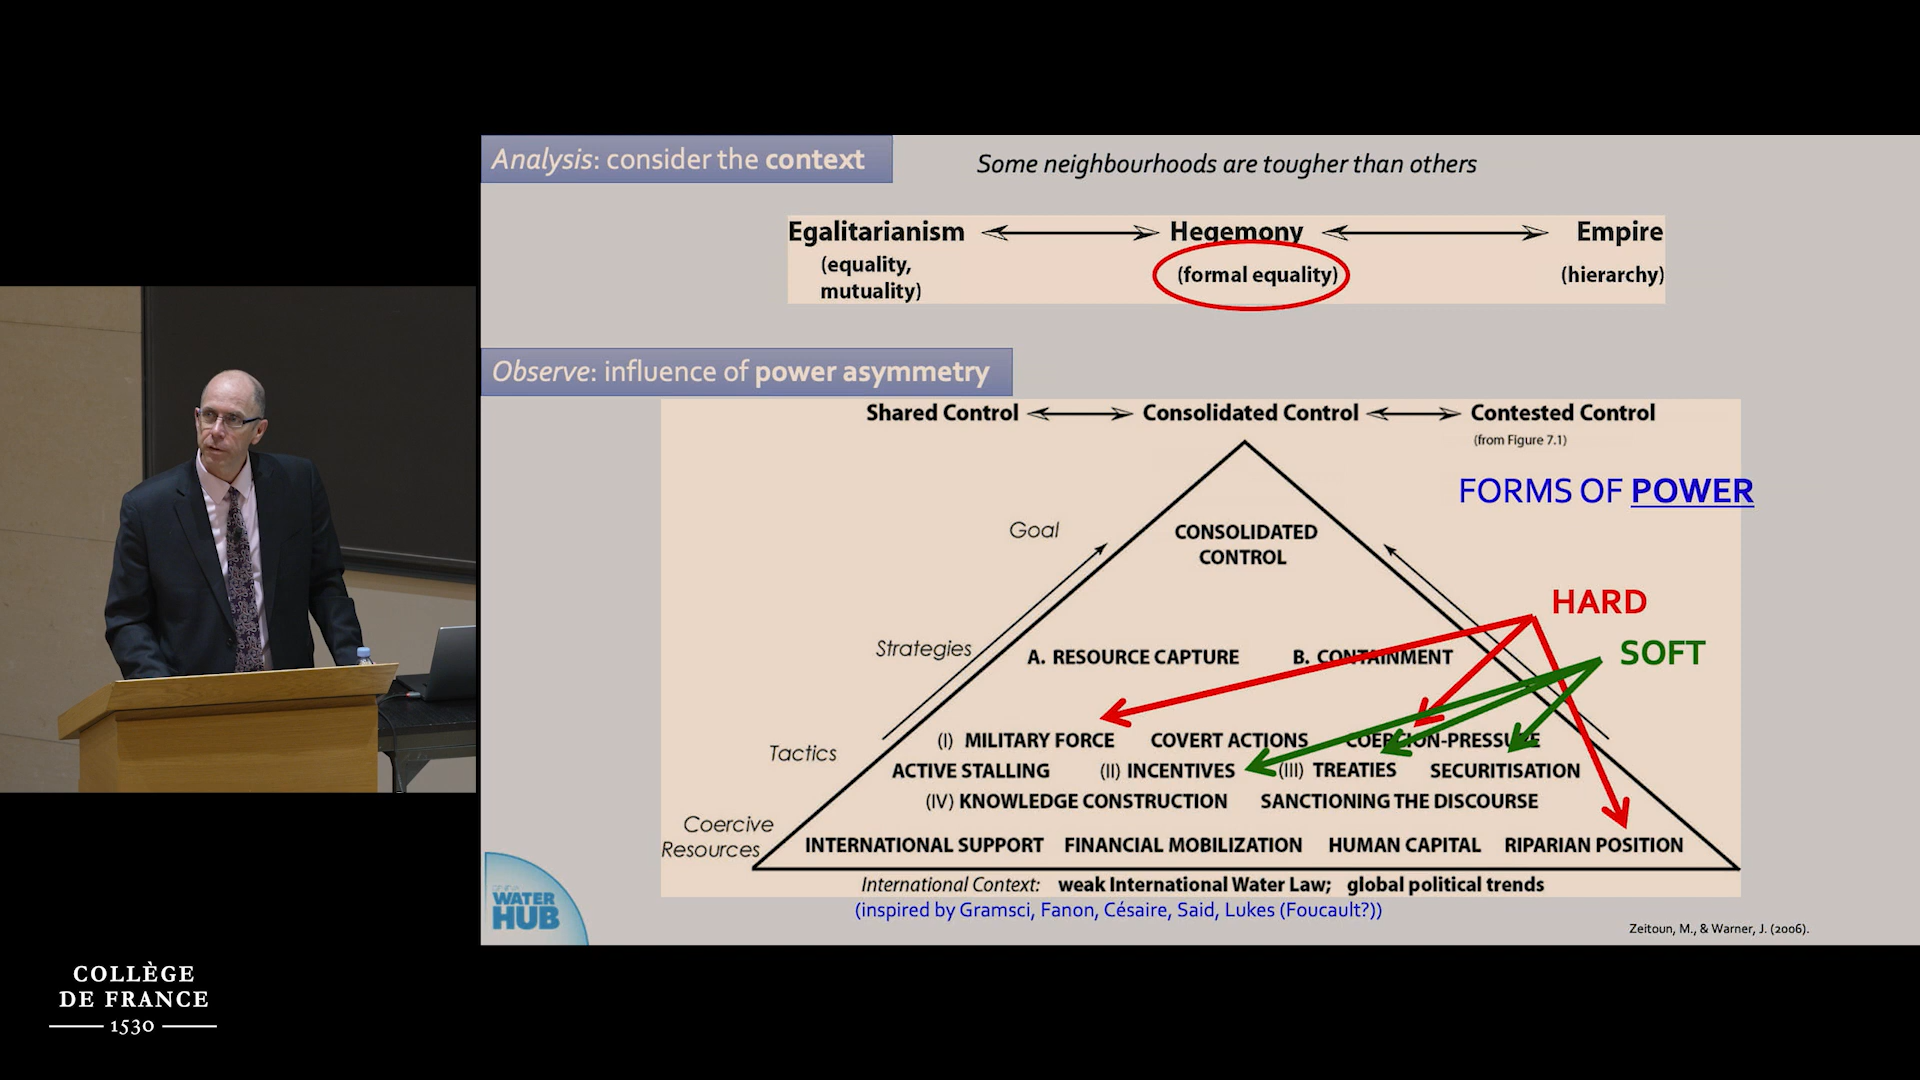 Analysis: consider the context
Some neighbourhoods are tougher than others
Egalitarianism Hegemony Empire
(equality, mutuality) (formal equality) (hierarchy)
Observe: influence of power asymmetry
Shared Control Consolidated Control Contested Control
(from Figure 7.1)
FORMS OF POWER
Goal
CONSOLIDATED
CONTROL
HARD
SOFT
Strategies
A. RESOURCE CAPTURE B. CONTAINMENT
Tactics
(I) MILITARY FORCE COVERT ACTIONS COERCION-PRESSURE
ACTIVE STALLING (II) INCENTIVES (III) TREATIES SECURITISATION
(IV) KNOWLEDGE CONSTRUCTION SANCTIONING THE DISCOURSE
Coercive
Resources
INTERNATIONAL SUPPORT FINANCIAL MOBILIZATION HUMAN CAPITAL RIPARIAN POSITION
International Context: weak International Water Law; global political trends
(inspired by Gramsci, Fanon, Césaire, Said, Lukes (Foucault?))
Zeitoun, M., & Warner, J. (2006).
WATER
HUB
COLLÈGE
DE FRANCE
1530